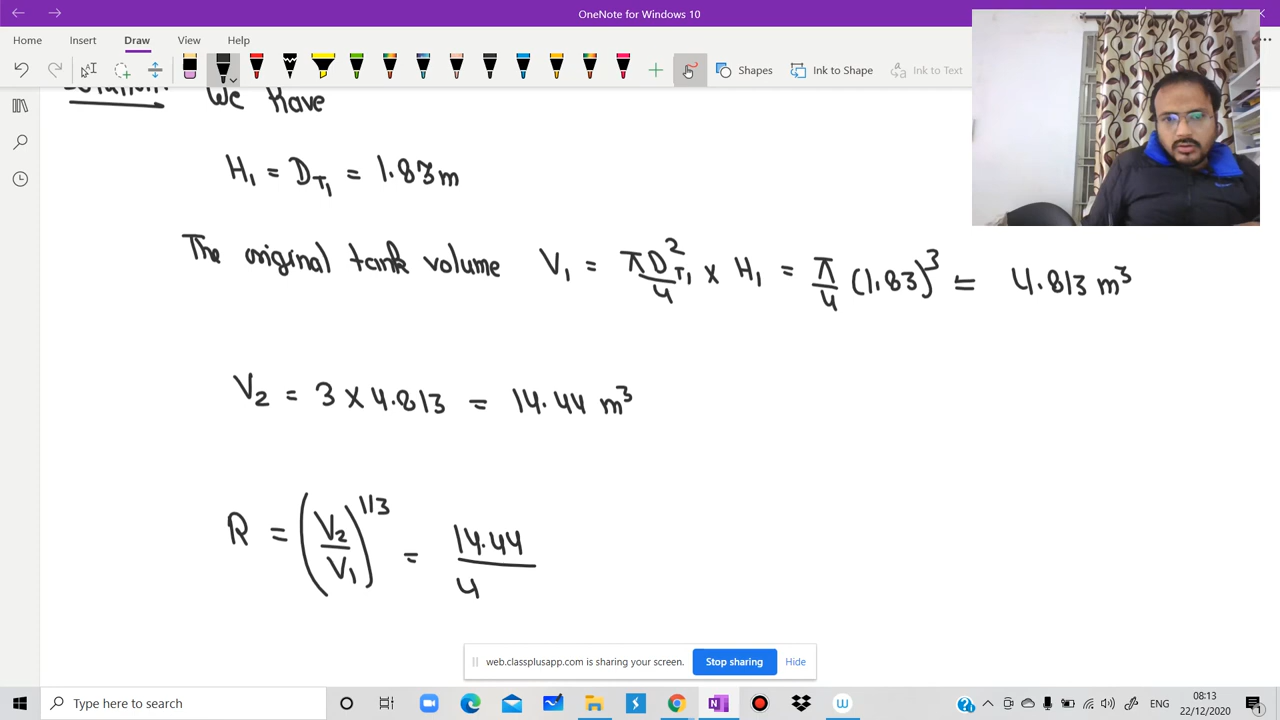 OneNote for Windows 10
Home Insert Draw View Help
Shapes Ink to Shape Ink to Text
Solution: We have
H₁ = D_T₁ = 1.83 m
The original tank volume V₁ = πD²_T₁/4 × H₁ = π/4 (1.83)³ = 4.813 m³
V₂ = 3 × 4.813 = 14.44 m³
R = (V₂/V₁)^1/3 = 14.44/4
web.classplusapp.com is sharing your screen. Stop sharing Hide
Type here to search
ENG
08:13
22/12/2020
1